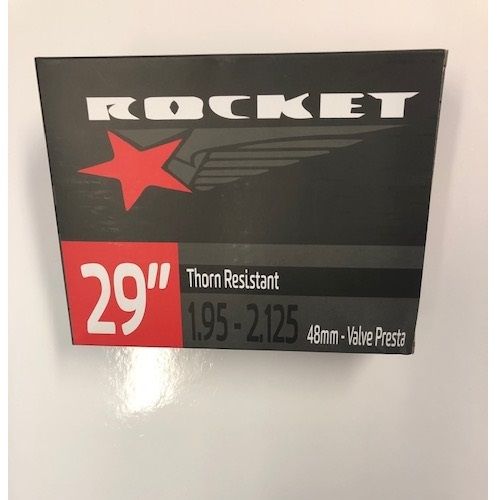 ROCKET
29"
Thorn Resistant
1.95 - 2.125
48mm - Valve Presta